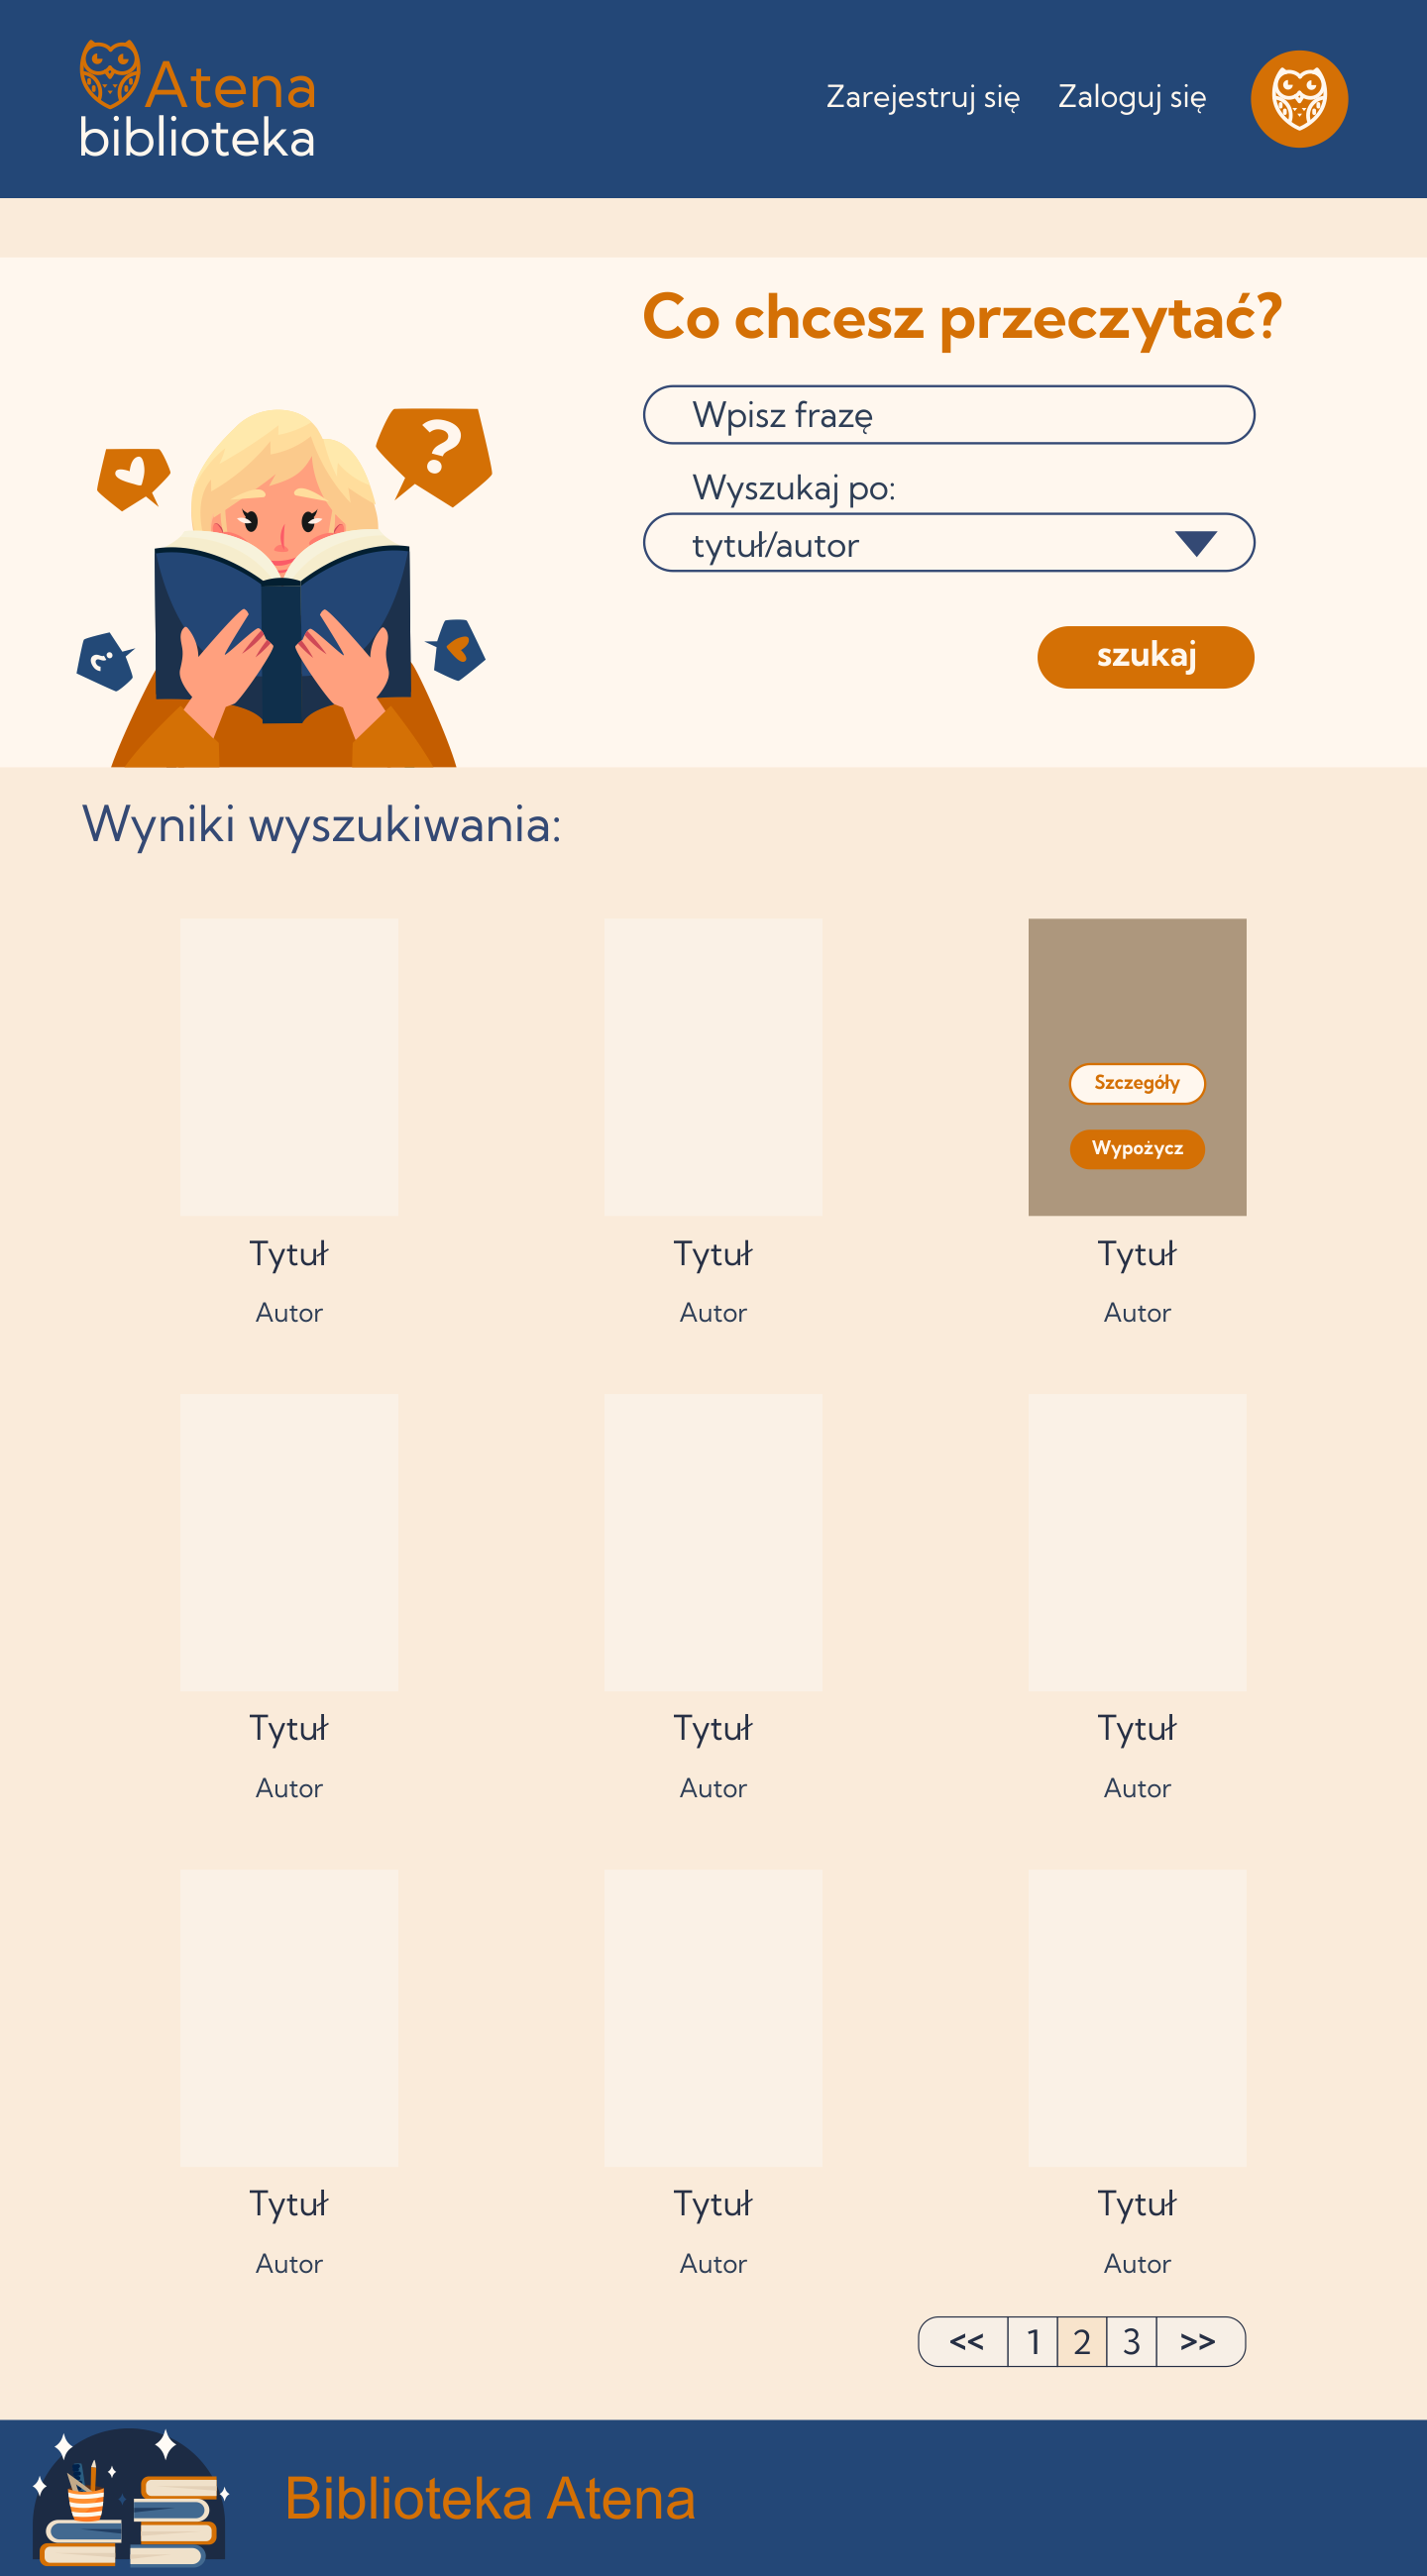 Atena
biblioteka
Zarejestruj się Zaloguj się
Co chcesz przeczytać?
?
Wpisz frazę
Wyszukaj po:
tytuł/autor
?
szukaj
Wyniki wyszukiwania:
Szczegóły
Wypożycz
Tytuł Tytuł Tytuł
Autor Autor Autor
Tytuł Tytuł Tytuł
Autor Autor Autor
Tytuł Tytuł Tytuł
Autor Autor Autor
<< 1 2 3 >>
Biblioteka Atena